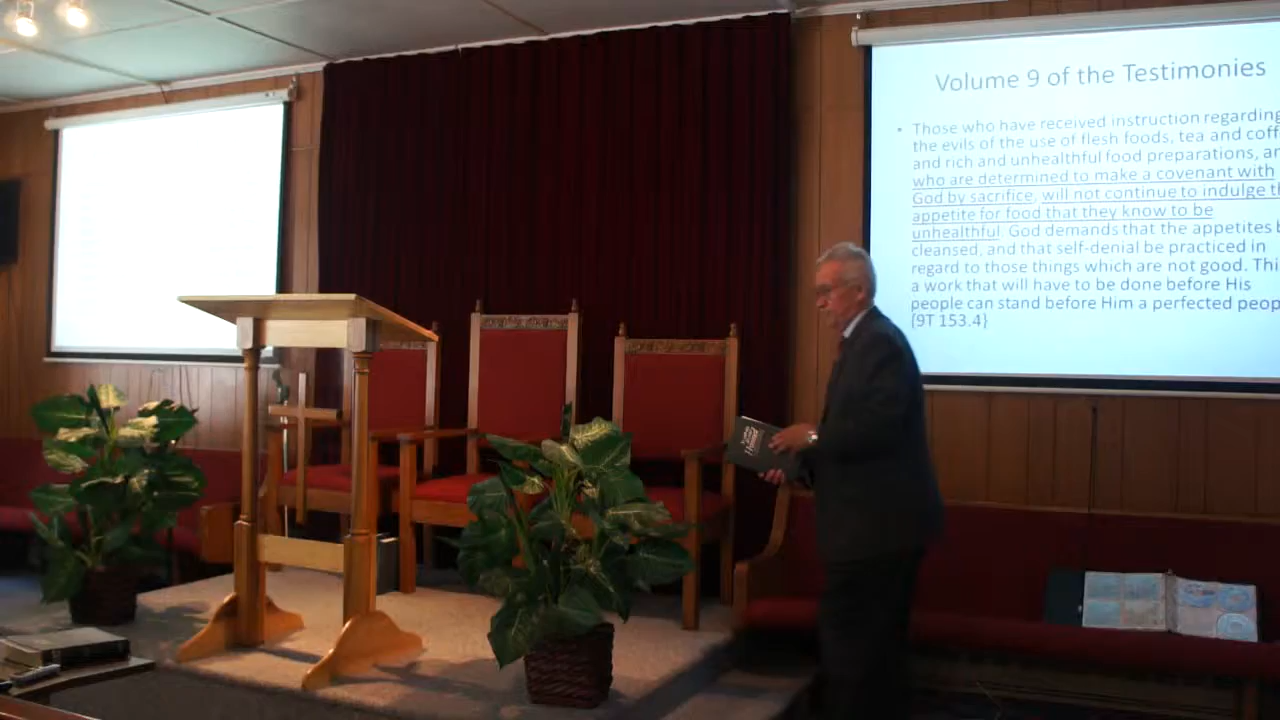 Volume 9 of the Testimonies
• Those who have received instruction regarding
the evils of the use of flesh foods, tea and coff
and rich and unhealthful food preparations, an
who are determined to make a covenant with
God by sacrifice, will not continue to indulge th
appetite for food that they know to be
unhealthful. God demands that the appetites b
cleansed, and that self-denial be practiced in
regard to those things which are not good. Thi
a work that will have to be done before His
people can stand before Him a perfected peop
{9T 153.4}